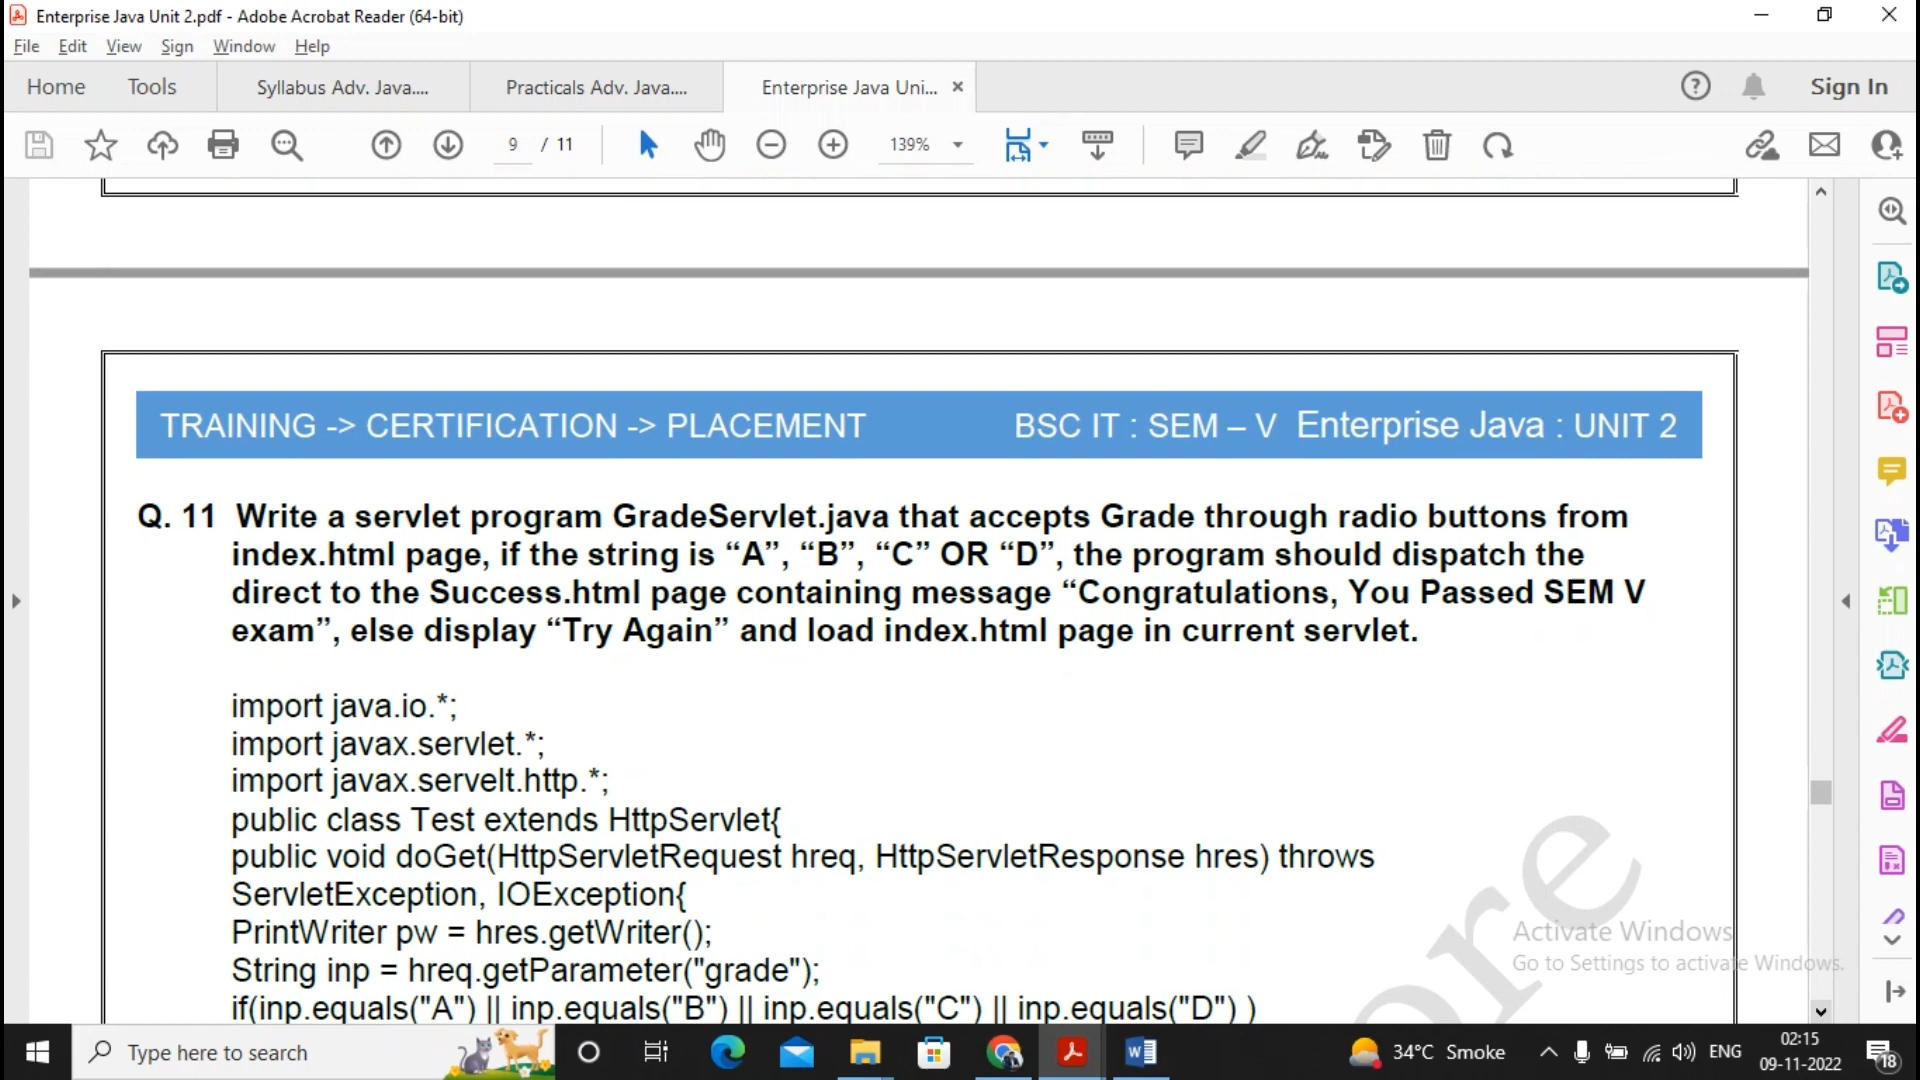 Enterprise Java Unit 2.pdf - Adobe Acrobat Reader (64-bit)
File Edit View Sign Window Help
Home Tools Syllabus Adv. Java.... Practicals Adv. Java.... Enterprise Java Uni... × Sign In
9 / 11 139%
TRAINING -> CERTIFICATION -> PLACEMENT BSC IT : SEM – V Enterprise Java : UNIT 2
Q. 11 Write a servlet program GradeServlet.java that accepts Grade through radio buttons from
index.html page, if the string is “A”, “B”, “C” OR “D”, the program should dispatch the
direct to the Success.html page containing message “Congratulations, You Passed SEM V
exam”, else display “Try Again” and load index.html page in current servlet.
import java.io.*;
import javax.servlet.*;
import javax.servelt.http.*;
public class Test extends HttpServlet{
public void doGet(HttpServletRequest hreq, HttpServletResponse hres) throws
ServletException, IOException{
PrintWriter pw = hres.getWriter();
String inp = hreq.getParameter("grade");
if(inp.equals("A") || inp.equals("B") || inp.equals("C") || inp.equals("D") )
ore
Activate Windows
Go to Settings to activate Windows.
Type here to search
34°C Smoke ENG 02:15
09-11-2022 18